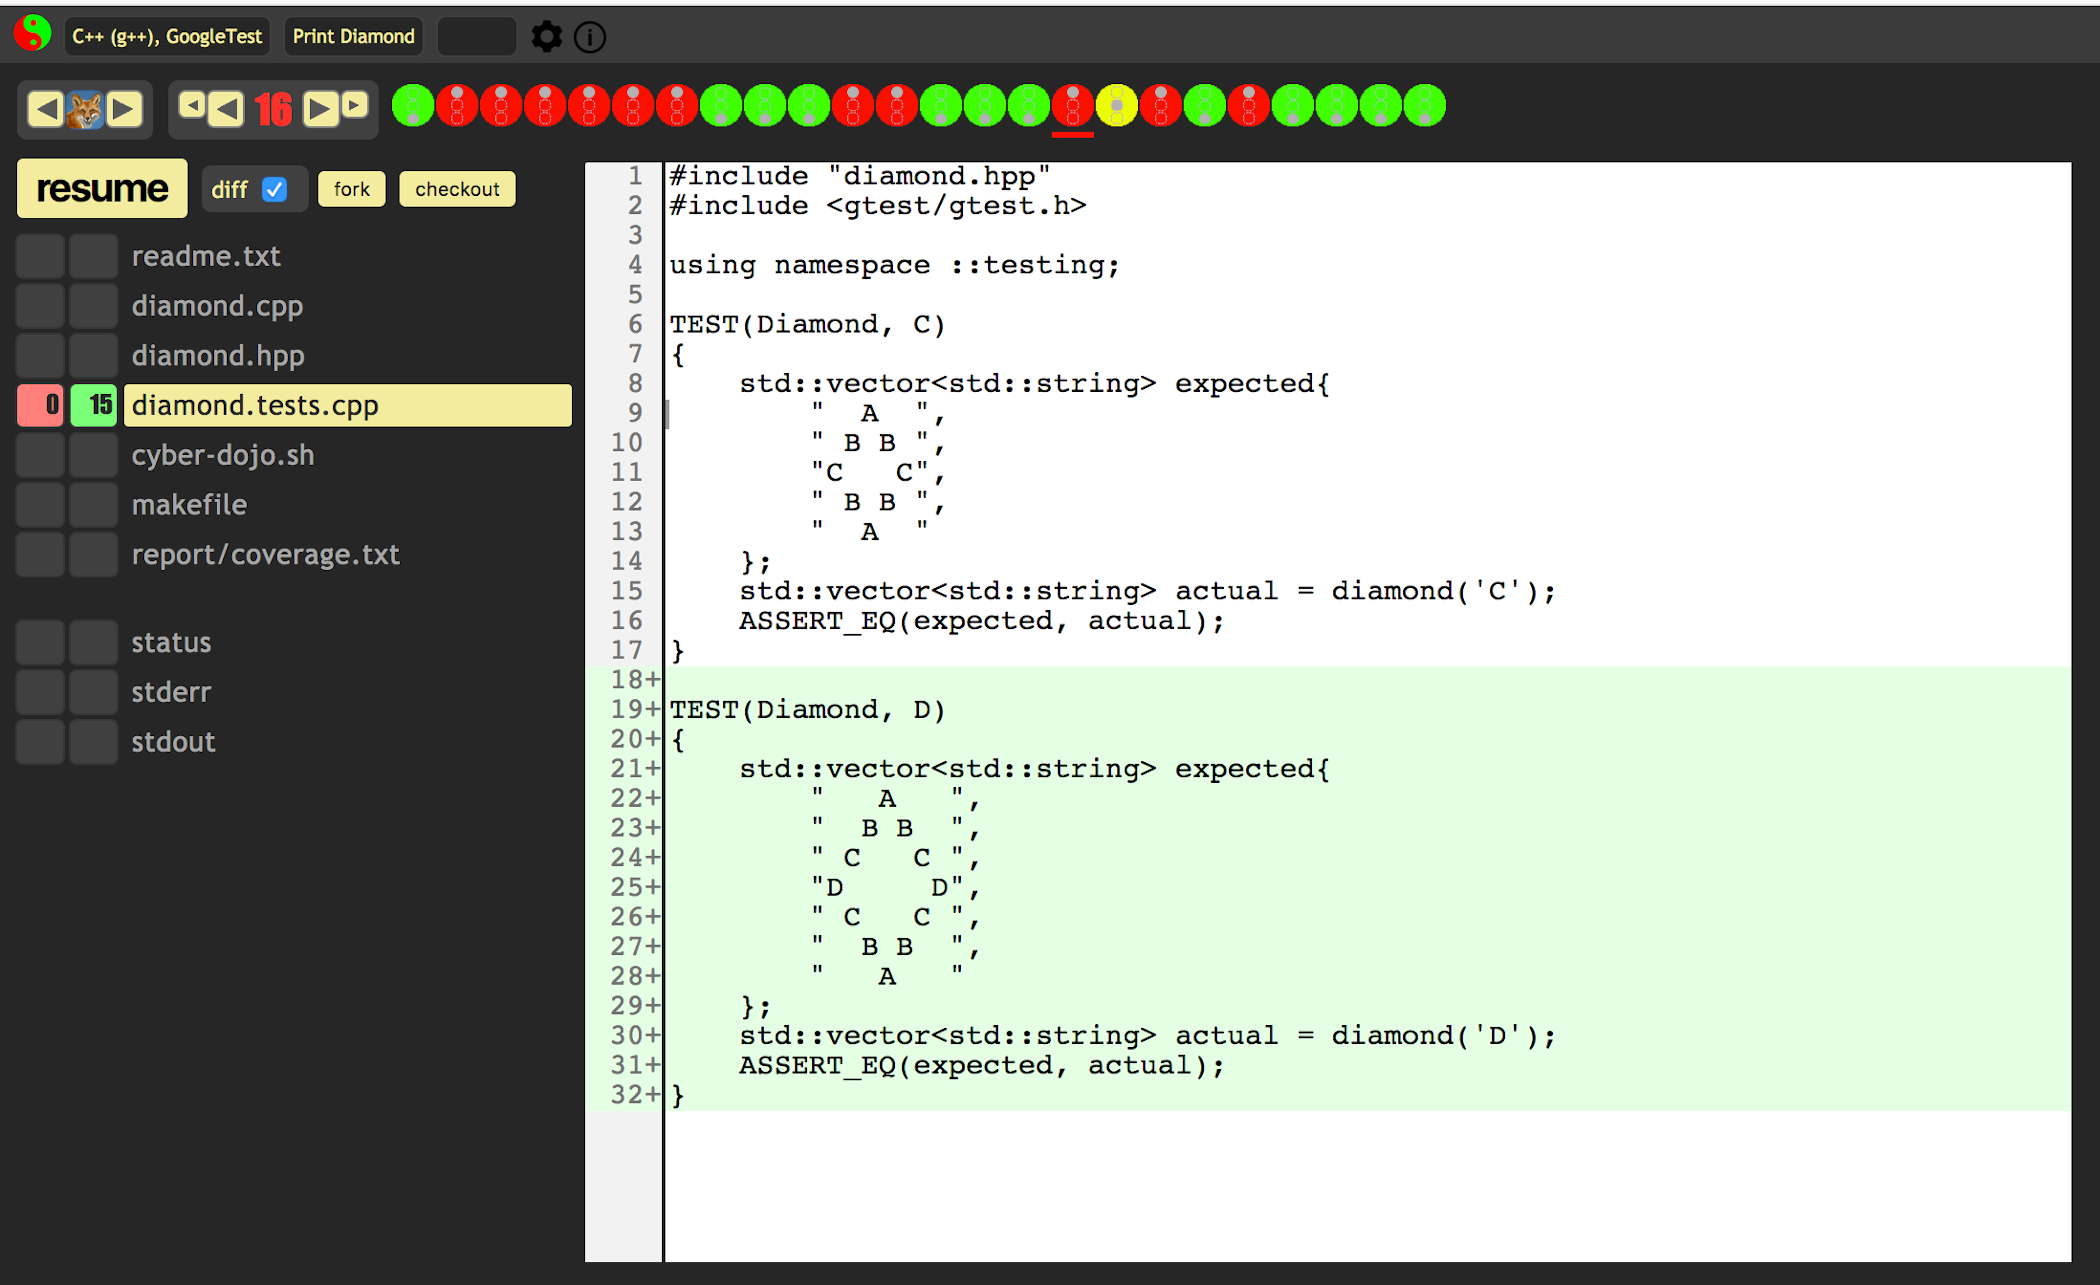 C++ (g++), GoogleTest Print Diamond
16
resume diff fork checkout
readme.txt
diamond.cpp
diamond.hpp
0 15 diamond.tests.cpp
cyber-dojo.sh
makefile
report/coverage.txt
status
stderr
stdout
1 #include "diamond.hpp"
2 #include <gtest/gtest.h>
3
4 using namespace ::testing;
5
6 TEST(Diamond, C)
7 {
8     std::vector<std::string> expected{
9         "  A  ",
10         " B B ",
11         "C   C",
12         " B B ",
13         "  A  "
14     };
15     std::vector<std::string> actual = diamond('C');
16     ASSERT_EQ(expected, actual);
17 }
18+
19+ TEST(Diamond, D)
20+ {
21+     std::vector<std::string> expected{
22+         "   A   ",
23+         "  B B  ",
24+         " C   C ",
25+         "D     D",
26+         " C   C ",
27+         "  B B  ",
28+         "   A   "
29+     };
30+     std::vector<std::string> actual = diamond('D');
31+     ASSERT_EQ(expected, actual);
32+ }